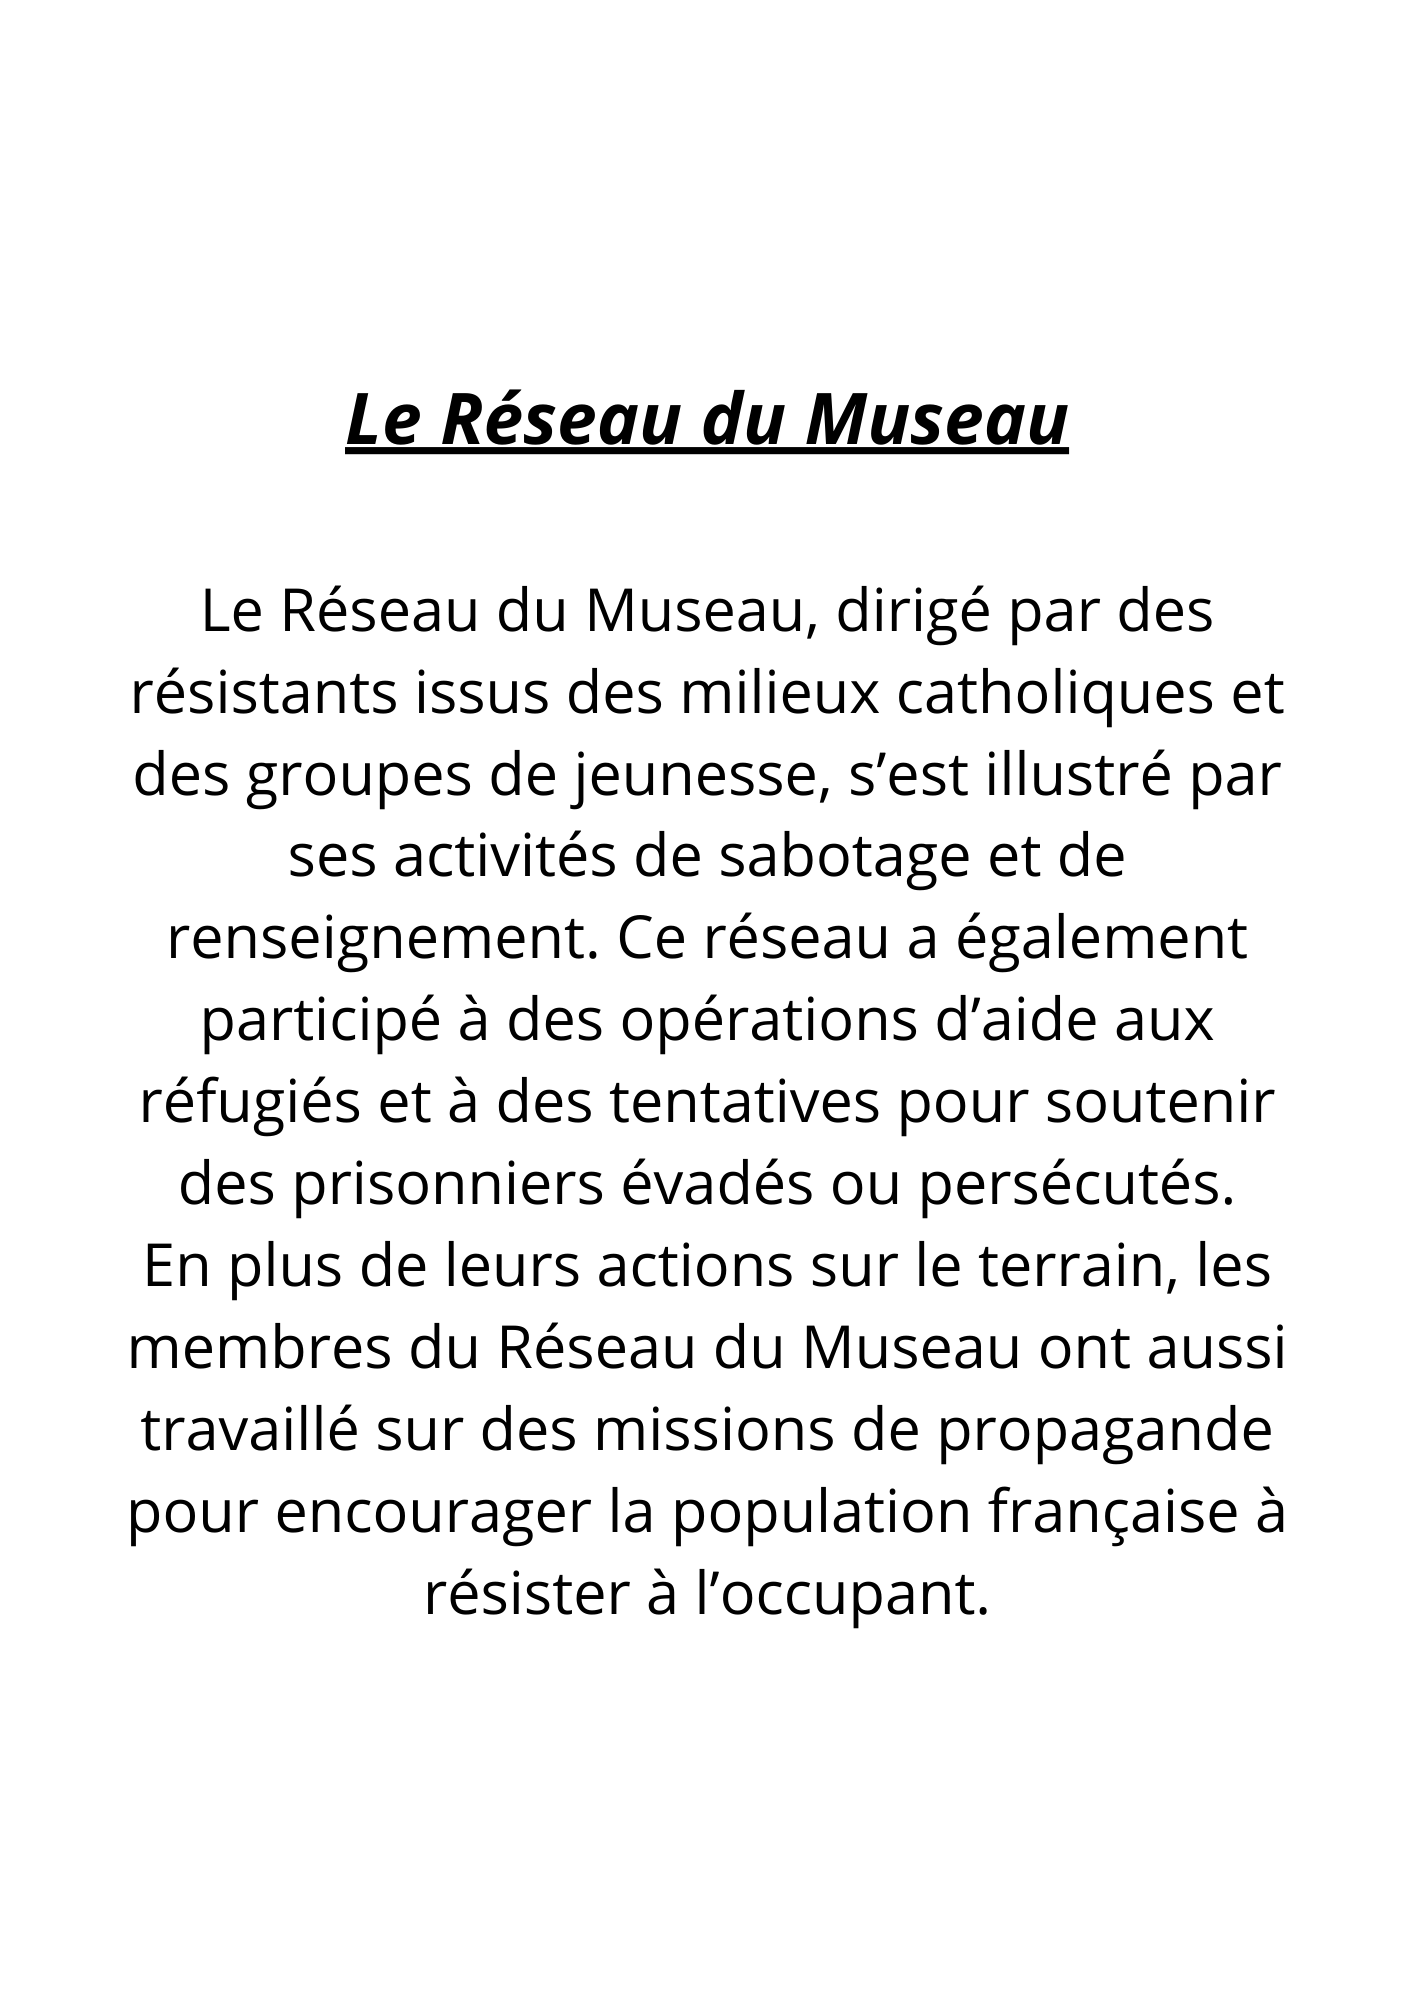 Le Réseau du Museau
Le Réseau du Museau, dirigé par des
résistants issus des milieux catholiques et
des groupes de jeunesse, s’est illustré par
ses activités de sabotage et de
renseignement. Ce réseau a également
participé à des opérations d’aide aux
réfugiés et à des tentatives pour soutenir
des prisonniers évadés ou persécutés.
En plus de leurs actions sur le terrain, les
membres du Réseau du Museau ont aussi
travaillé sur des missions de propagande
pour encourager la population française à
résister à l’occupant.